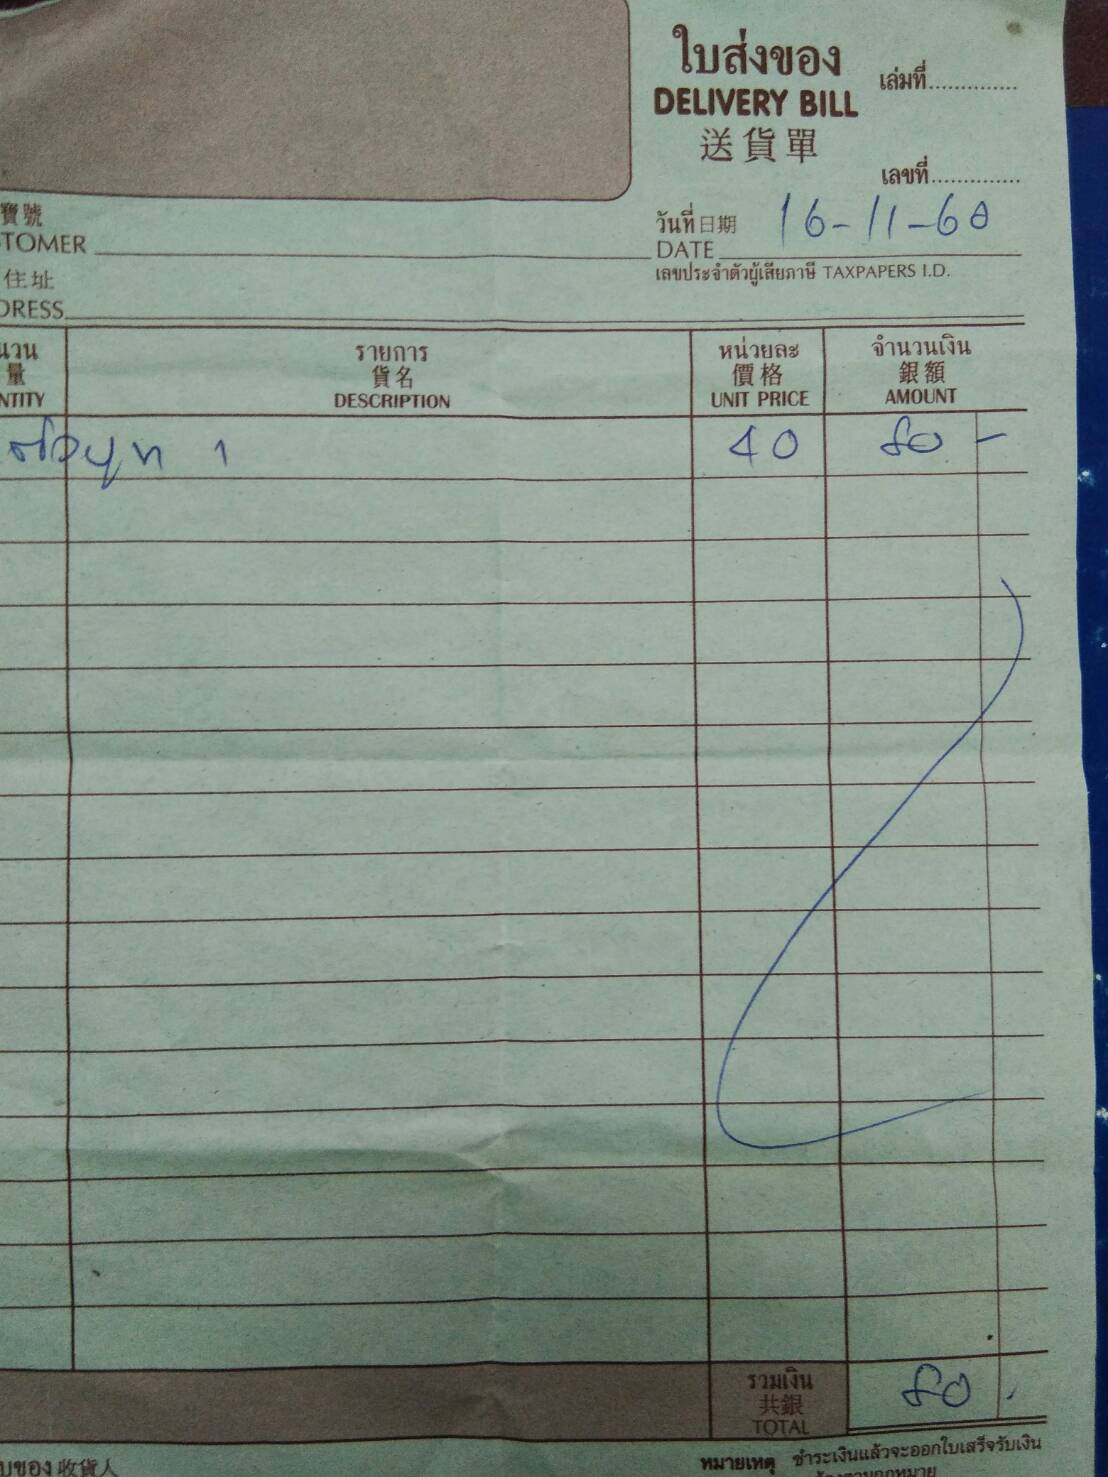 ใบส่งของ
DELIVERY BILL
送貨單
เล่มที่..............
เลขที่..............
寶號
TOMER
วันที่ 日期 16-11-60
DATE
住址
DRESS
เลขประจำตัวผู้เสียภาษี TAXPAPERS I.D.
นวน รายการ หน่วยละ จำนวนเงิน
量 貨名 價格 銀額
NTITY DESCRIPTION UNIT PRICE AMOUNT
1 40 80 -
รวมเงิน 80 .
共銀
TOTAL
บของ 收貨人
หมายเหตุ ชำระเงินแล้วจะออกใบเสร็จรับเงิน